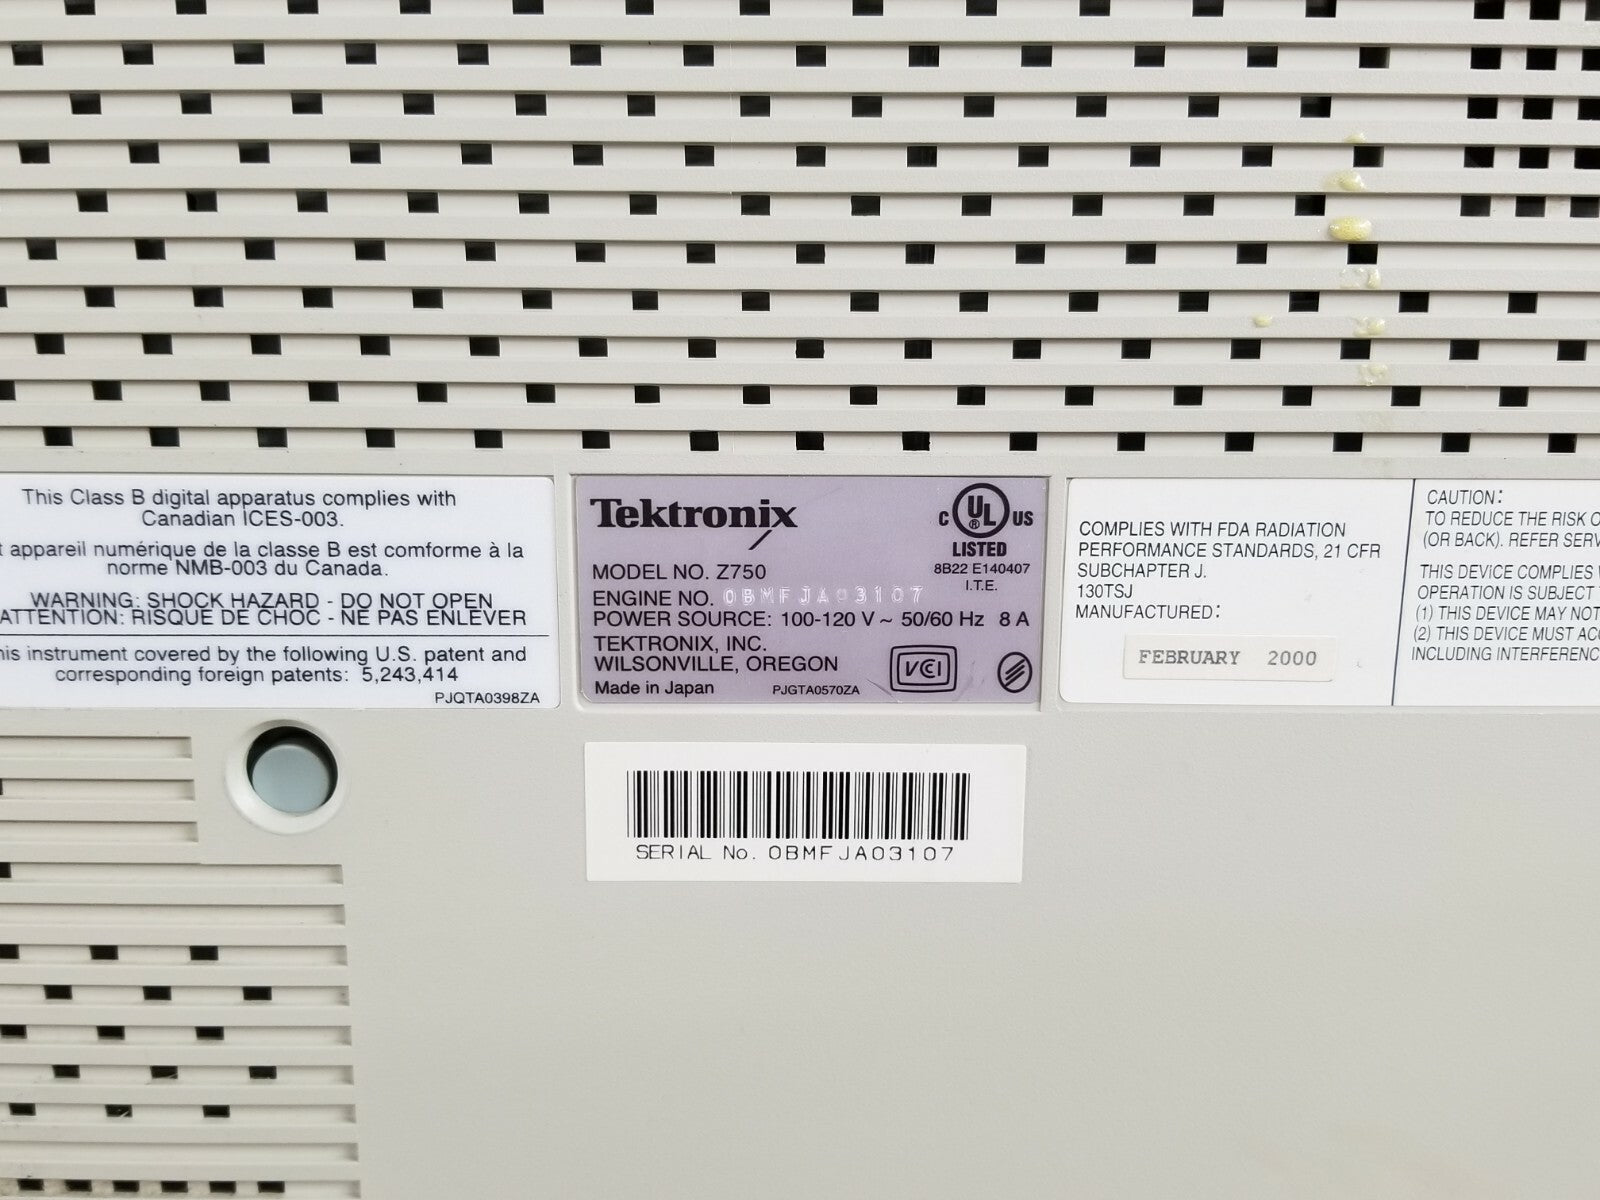 This Class B digital apparatus complies with
Canadian ICES-003.
t appareil numérique de la classe B est comforme à la
norme NMB-003 du Canada.
WARNING: SHOCK HAZARD - DO NOT OPEN
ATTENTION: RISQUE DE CHOC - NE PAS ENLEVER
his instrument covered by the following U.S. patent and
corresponding foreign patents: 5,243,414
PJQTA0398ZA
Tektronix
C UL US
LISTED
8B22 E140407
I.T.E.
MODEL NO. Z750
ENGINE NO. 0BMFJA03107
POWER SOURCE: 100-120 V ~ 50/60 Hz 8 A
TEKTRONIX, INC.
WILSONVILLE, OREGON
Made in Japan
PJGTA0570ZA
VCI
COMPLIES WITH FDA RADIATION
PERFORMANCE STANDARDS, 21 CFR
SUBCHAPTER J.
130TSJ
MANUFACTURED:
FEBRUARY 2000
CAUTION:
TO REDUCE THE RISK O
(OR BACK). REFER SERV
THIS DEVICE COMPLIES
OPERATION IS SUBJECT
(1) THIS DEVICE MAY NOT
(2) THIS DEVICE MUST ACC
INCLUDING INTERFERENC
SERIAL No. 0BMFJA03107